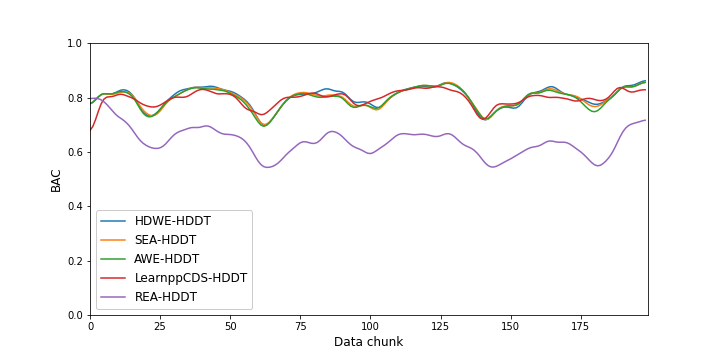 1.0
0.8
0.6
0.4
0.2
0.0
BAC
HDWE-HDDT
SEA-HDDT
AWE-HDDT
LearnppCDS-HDDT
REA-HDDT
0 25 50 75 100 125 150 175
Data chunk